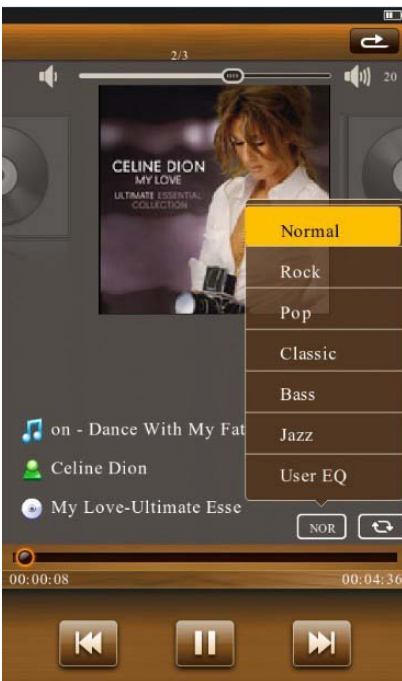 2/3
20
CELINE DION
MY LOVE
ULTIMATE ESSENTIAL
COLLECTION
Normal
Rock
Pop
Classic
Bass
Jazz
User EQ
on - Dance With My Fat
Celine Dion
My Love-Ultimate Esse
NOR
00:00:08
00:04:36